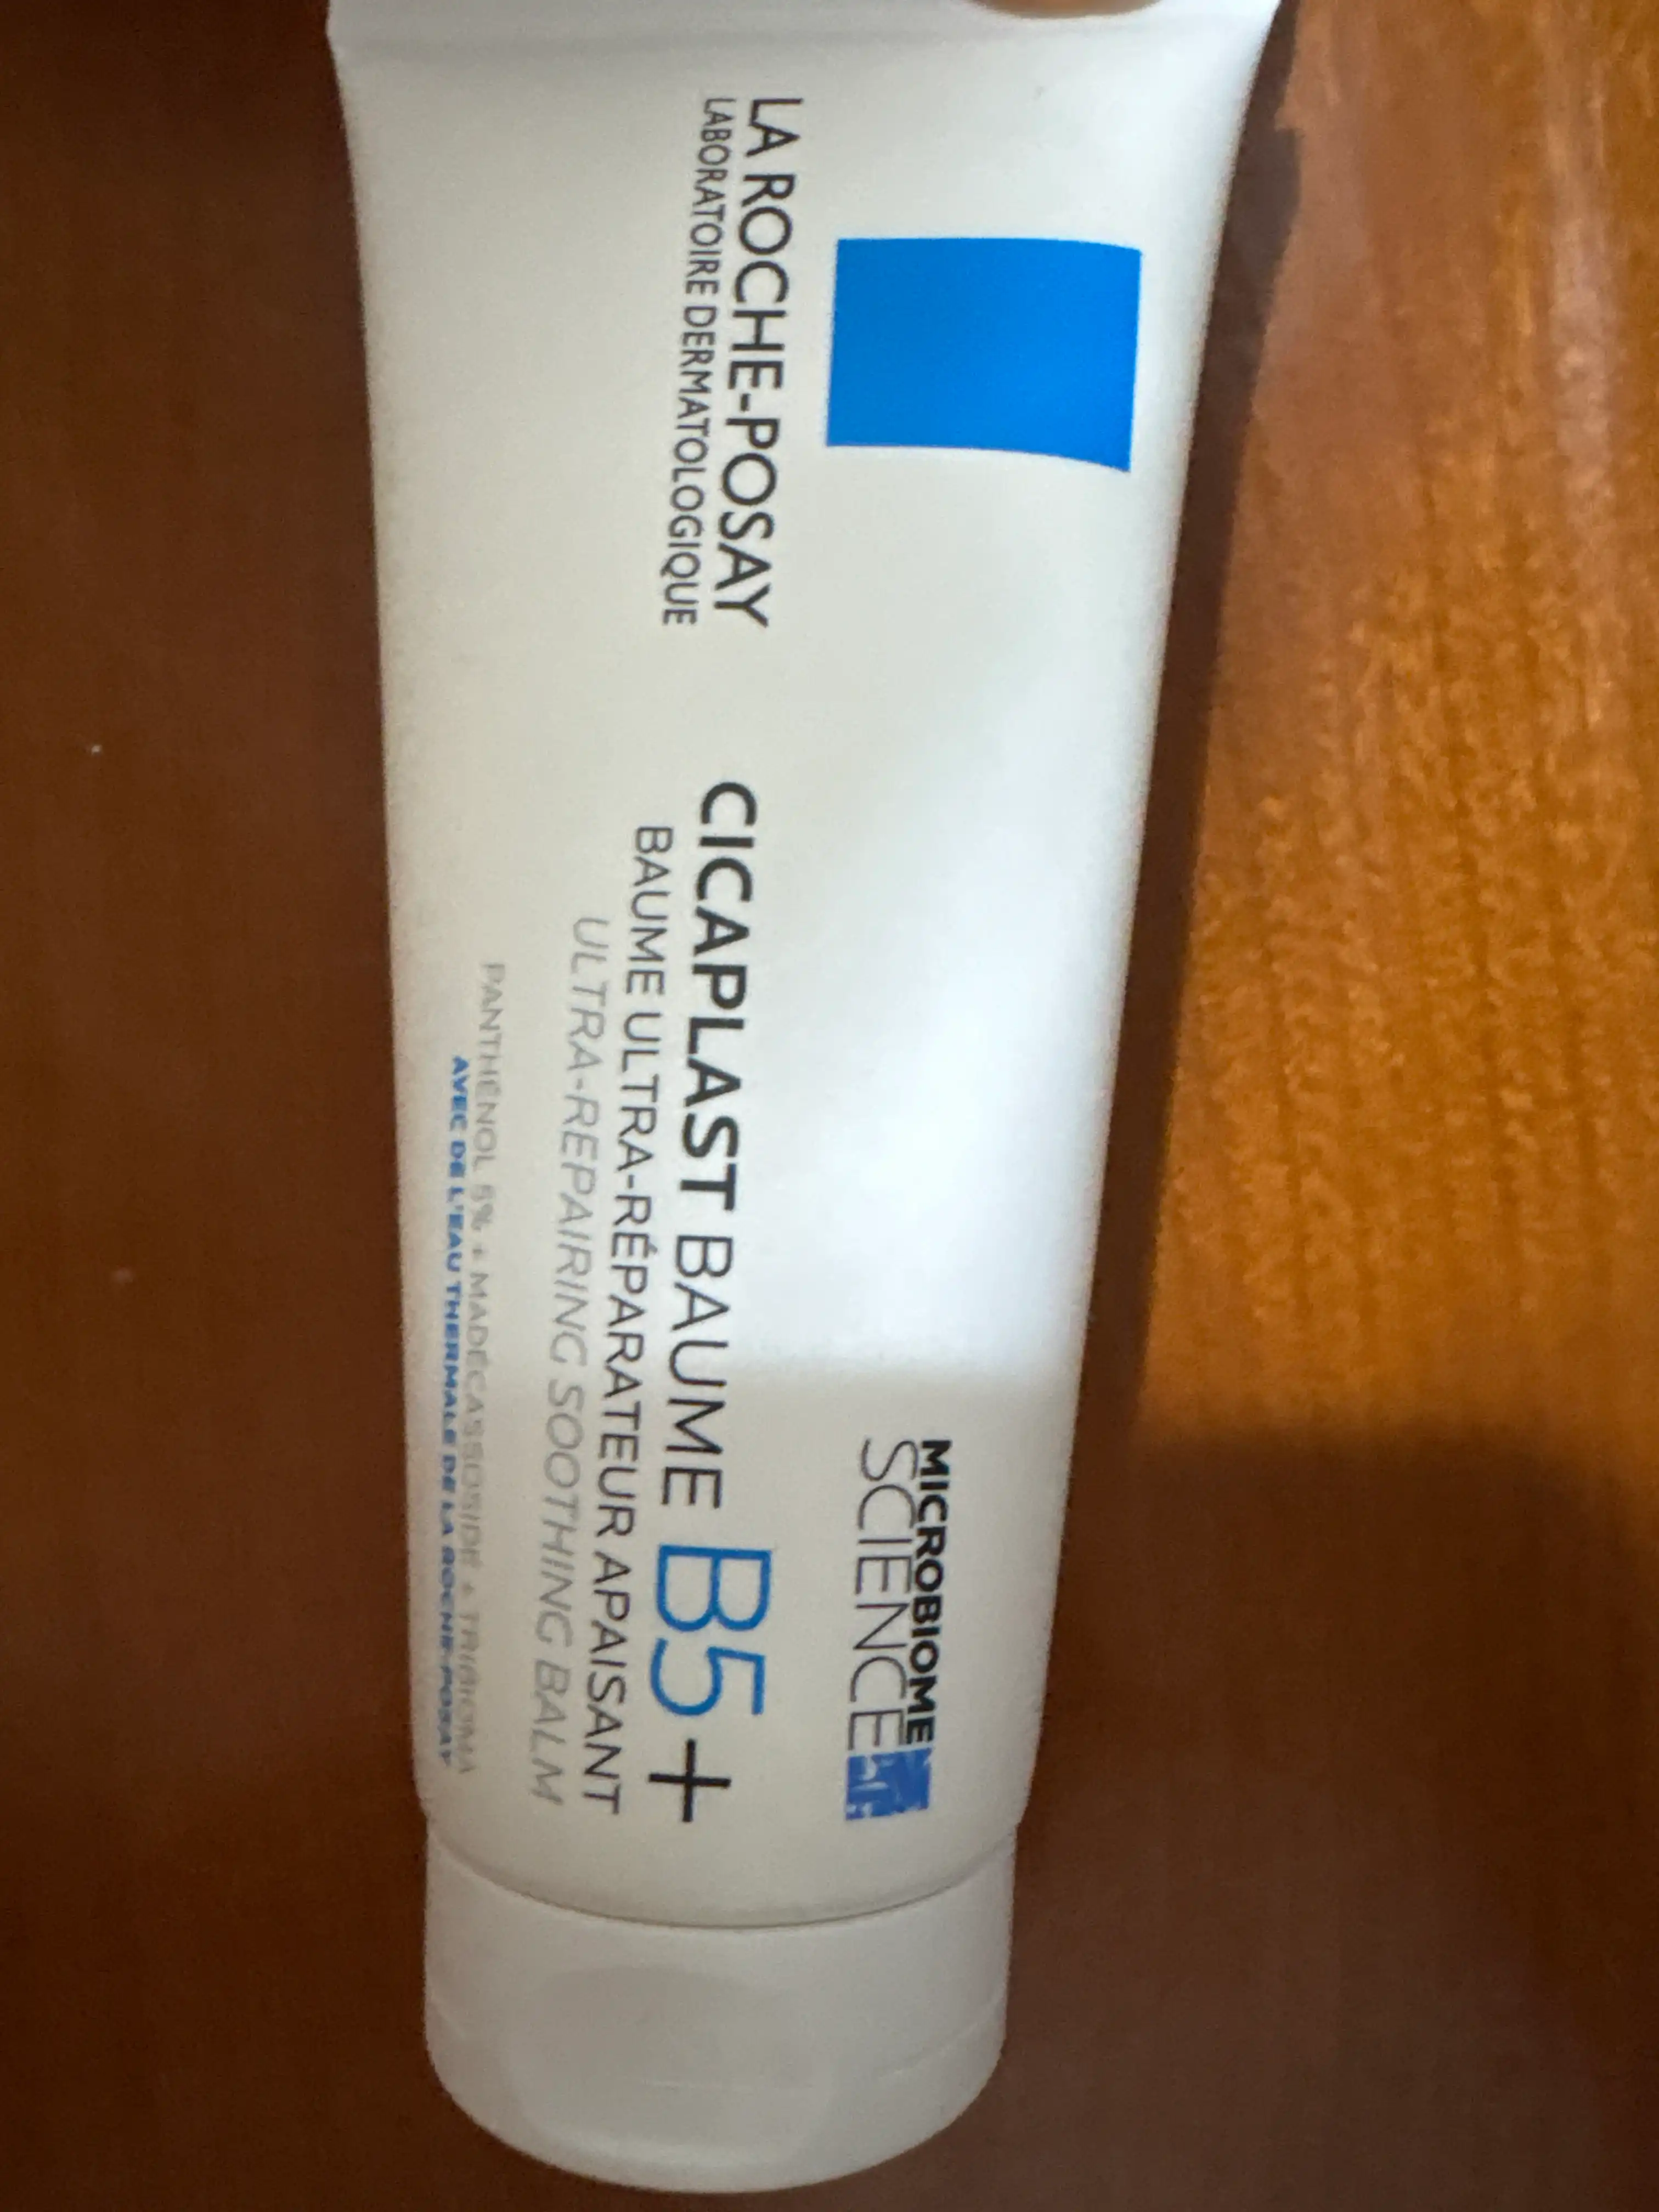 LA ROCHE-POSAY
LABORATOIRE DERMATOLOGIQUE
MICROBIOME
SCIENCE
CICAPLAST BAUME B5+
BAUME ULTRA-RÉPARATEUR APAISANT
ULTRA-REPAIRING SOOTHING BALM
PANTHÉNOL 5% + MADÉCASSOSIDE + TRIBIOMA
AVEC DE L'EAU THERMALE DE LA ROCHE-POSAY